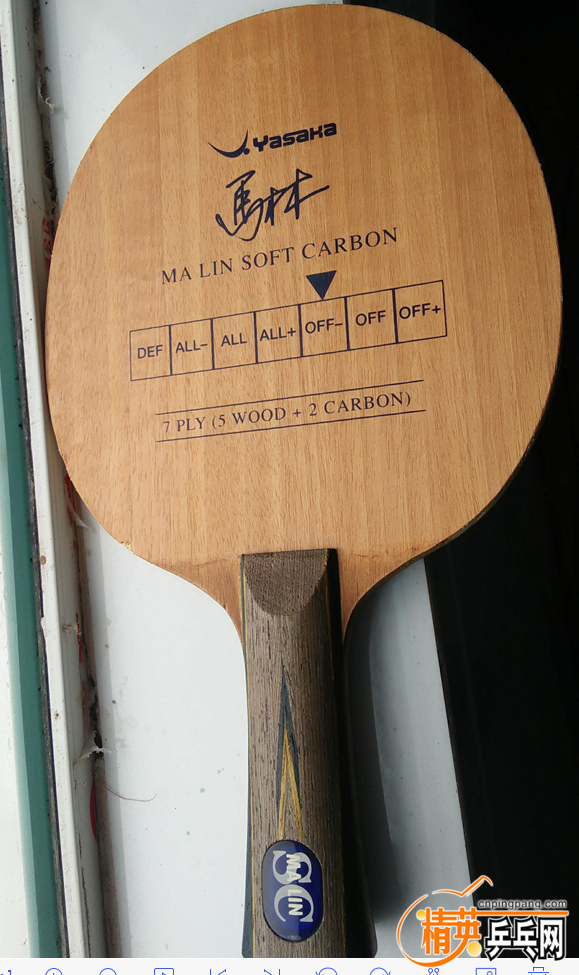 Yasaka
馬林
MA LIN SOFT CARBON
DEF ALL- ALL ALL+ OFF- OFF OFF+
7 PLY (5 WOOD + 2 CARBON)
SC
MA LIN
cnpingpang.com
精英乒乓网